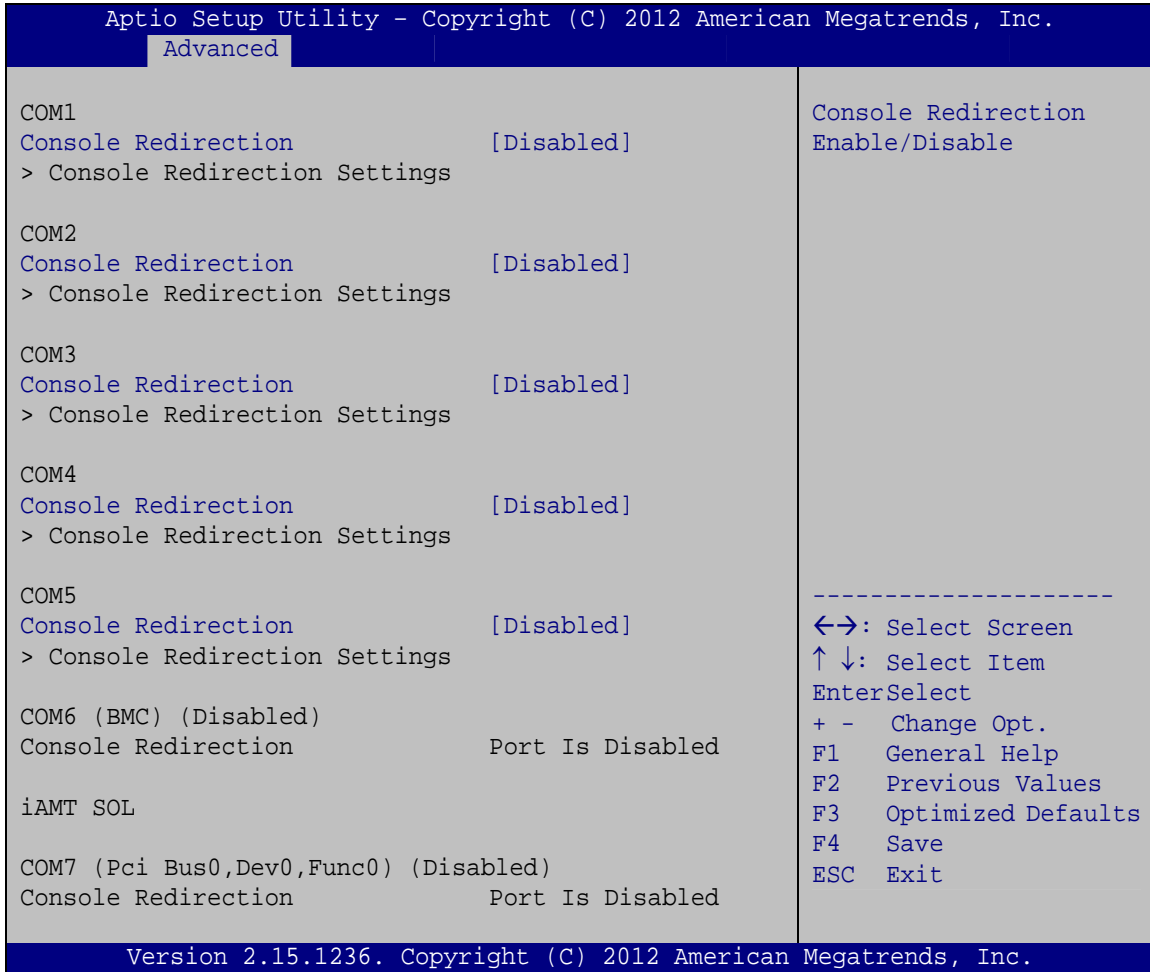 Aptio Setup Utility – Copyright (C) 2012 American Megatrends, Inc.
Advanced
COM1
Console Redirection [Disabled]
> Console Redirection Settings
COM2
Console Redirection [Disabled]
> Console Redirection Settings
COM3
Console Redirection [Disabled]
> Console Redirection Settings
COM4
Console Redirection [Disabled]
> Console Redirection Settings
COM5
Console Redirection [Disabled]
> Console Redirection Settings
COM6 (BMC) (Disabled)
Console Redirection Port Is Disabled
iAMT SOL
COM7 (Pci Bus0,Dev0,Func0) (Disabled)
Console Redirection Port Is Disabled
Console Redirection
Enable/Disable
---------------------
←→: Select Screen
↑ ↓: Select Item
EnterSelect
+ - Change Opt.
F1 General Help
F2 Previous Values
F3 Optimized Defaults
F4 Save
ESC Exit
Version 2.15.1236. Copyright (C) 2012 American Megatrends, Inc.